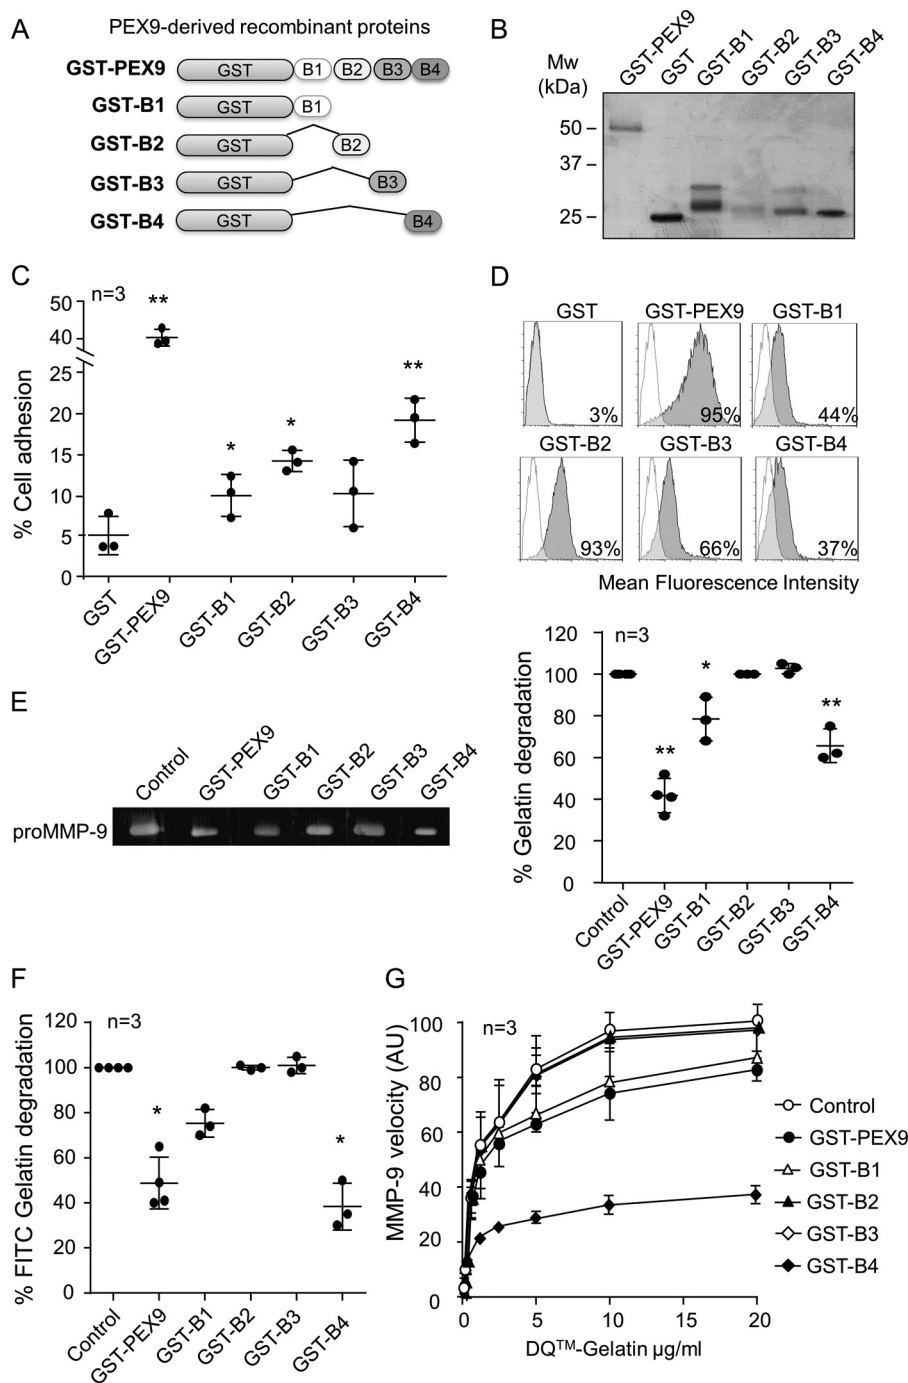 A
PEX9-derived recombinant proteins
GST-PEX9 GST B1 B2 B3 B4
GST-B1 GST B1
GST-B2 GST B2
GST-B3 GST B3
GST-B4 GST B4
B
Mw
(kDa)
GST-PEX9 GST GST-B1 GST-B2 GST-B3 GST-B4
50
37
25
C
n=3
% Cell adhesion
50
40
25
20
15
10
5
0
** * * **
GST GST-PEX9 GST-B1 GST-B2 GST-B3 GST-B4
D
GST GST-PEX9 GST-B1
3% 95% 44%
GST-B2 GST-B3 GST-B4
93% 66% 37%
Mean Fluorescence Intensity
E
Control GST-PEX9 GST-B1 GST-B2 GST-B3 GST-B4
proMMP-9
% Gelatin degradation
n=3
120
100
80
60
40
20
0
** * **
Control GST-PEX9 GST-B1 GST-B2 GST-B3 GST-B4
F
n=3
% FITC Gelatin degradation
120
100
80
60
40
20
0
* *
Control GST-PEX9 GST-B1 GST-B2 GST-B3 GST-B4
G
n=3
MMP-9 velocity (AU)
100
80
60
40
20
0
0 5 10 15 20
DQ™-Gelatin µg/ml
Control
GST-PEX9
GST-B1
GST-B2
GST-B3
GST-B4